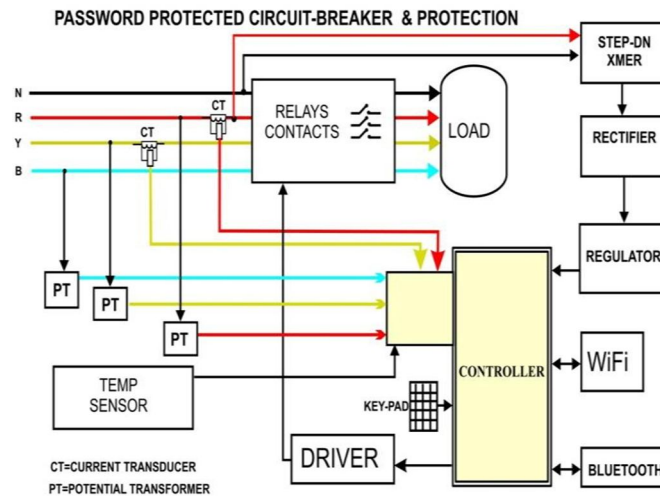 PASSWORD PROTECTED CIRCUIT-BREAKER & PROTECTION
STEP-DN
XMER
N
R
Y
B
CT
CT
RELAYS
CONTACTS
LOAD
RECTIFIER
REGULATOR
PT
PT
PT
TEMP
SENSOR
KEY-PAD
CONTROLLER
WiFi
DRIVER
BLUETOOTH
CT=CURRENT TRANSDUCER
PT=POTENTIAL TRANSFORMER